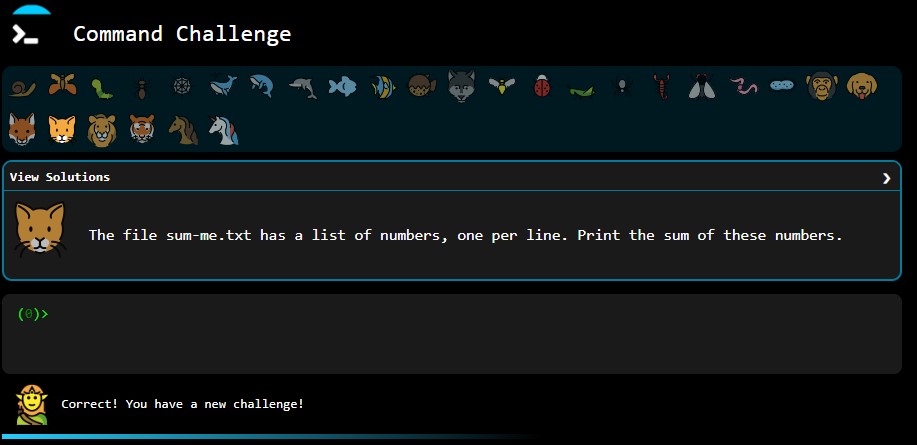 Command Challenge
View Solutions
The file sum-me.txt has a list of numbers, one per line. Print the sum of these numbers.
(0)>
Correct! You have a new challenge!